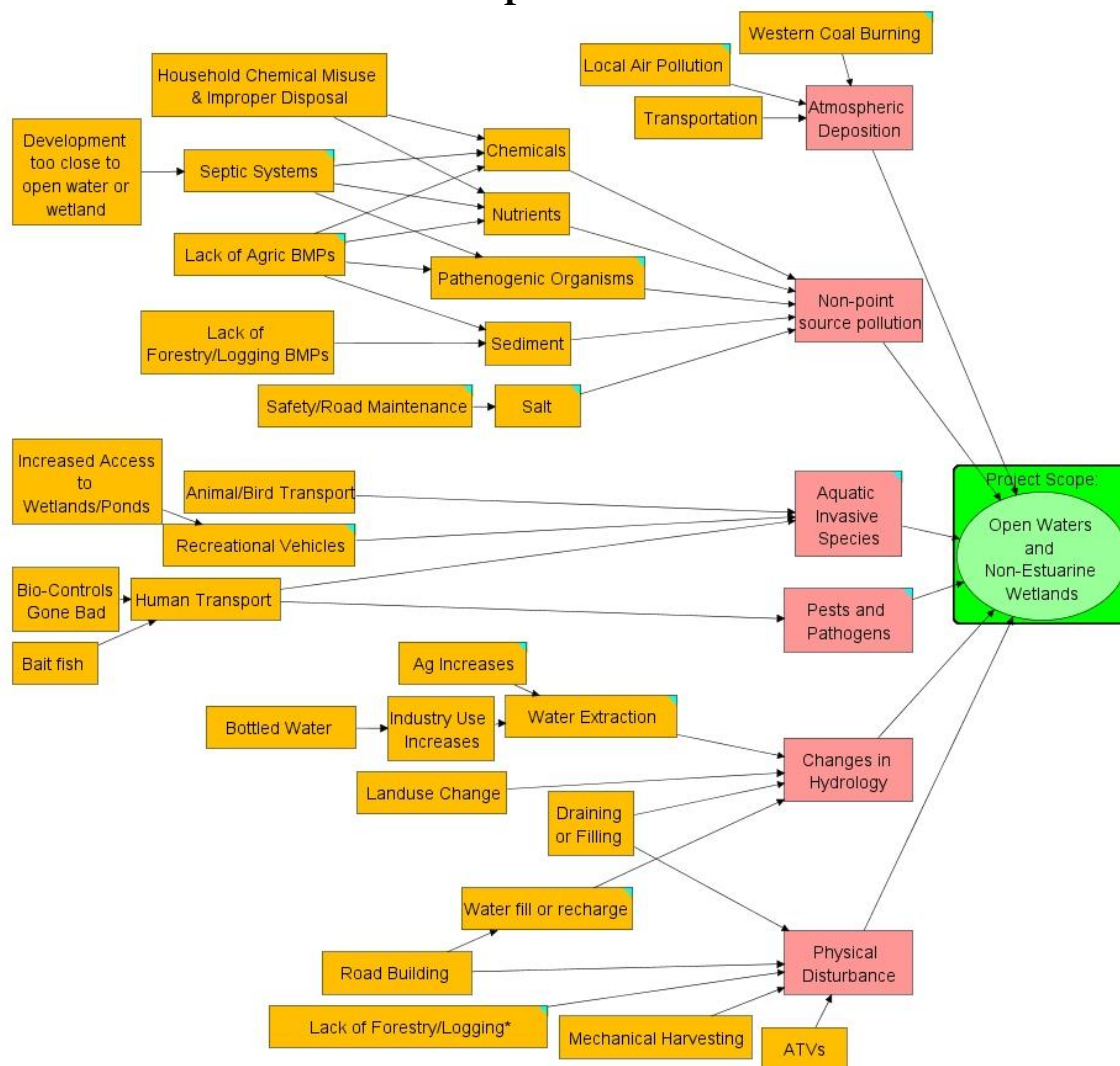 Western Coal Burning
Local Air Pollution
Transportation
Atmospheric
Deposition
Household Chemical Misuse
& Improper Disposal
Development
too close to
open water or
wetland
Septic Systems
Chemicals
Nutrients
Lack of Agric BMPs
Pathenogenic Organisms
Non-point
source pollution
Lack of
Forestry/Logging BMPs
Sediment
Safety/Road Maintenance
Salt
Increased Access
to
Wetlands/Ponds
Animal/Bird Transport
Recreational Vehicles
Aquatic
Invasive
Species
Project Scope:
Open Waters
and
Non-Estuarine
Wetlands
Bio-Controls
Gone Bad
Human Transport
Bait fish
Pests and
Pathogens
Ag Increases
Bottled Water
Industry Use
Increases
Water Extraction
Landuse Change
Changes in
Hydrology
Draining
or Filling
Water fill or recharge
Road Building
Physical
Disturbance
Lack of Forestry/Logging*
Mechanical Harvesting
ATVs